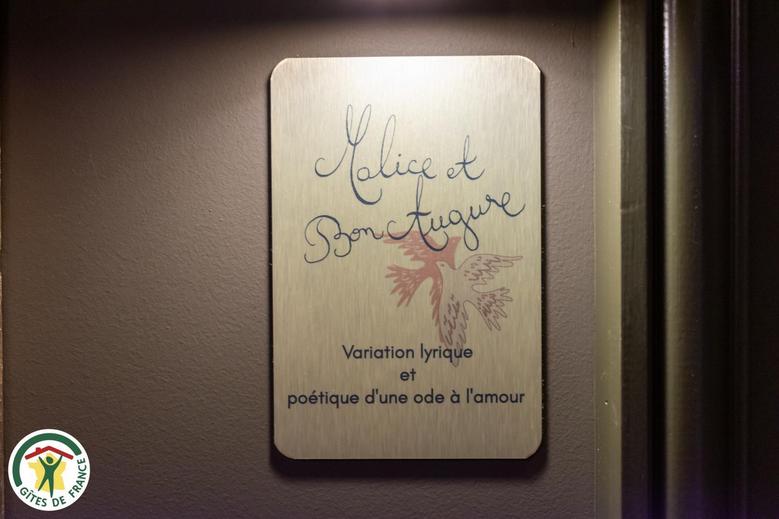 Malice et
Bon Augure
Variation lyrique
et
poétique d'une ode à l'amour
GÎTES DE FRANCE